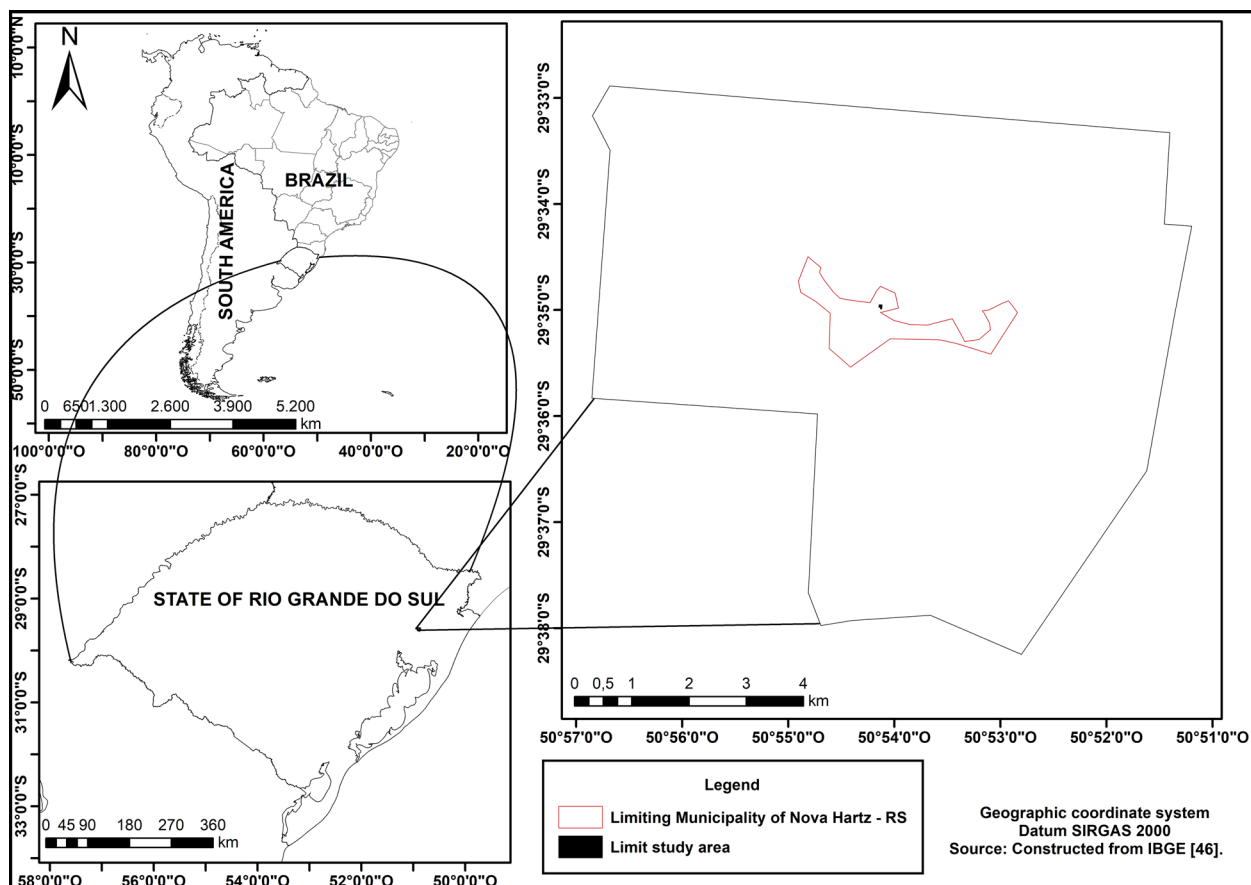 N
10°0'0"N
0°0'0"
10°0'0"S
20°0'0"S
30°0'0"S
40°0'0"S
50°0'0"S
BRAZIL
SOUTH AMERICA
0 6501.300 2.600 3.900 5.200
km
100°0'0"O 80°0'0"O 60°0'0"O 40°0'0"O 20°0'0"O
27°0'0"S
29°0'0"S
31°0'0"S
33°0'0"S
STATE OF RIO GRANDE DO SUL
0 45 90 180 270 360
km
58°0'0"O 56°0'0"O 54°0'0"O 52°0'0"O 50°0'0"O
29°33'0"S
29°34'0"S
29°35'0"S
29°36'0"S
29°37'0"S
29°38'0"S
0 0,5 1 2 3 4
km
50°57'0"O 50°56'0"O 50°55'0"O 50°54'0"O 50°53'0"O 50°52'0"O 50°51'0"O
Legend
Limiting Municipality of Nova Hartz - RS
Limit study area
Geographic coordinate system
Datum SIRGAS 2000
Source: Constructed from IBGE [46].